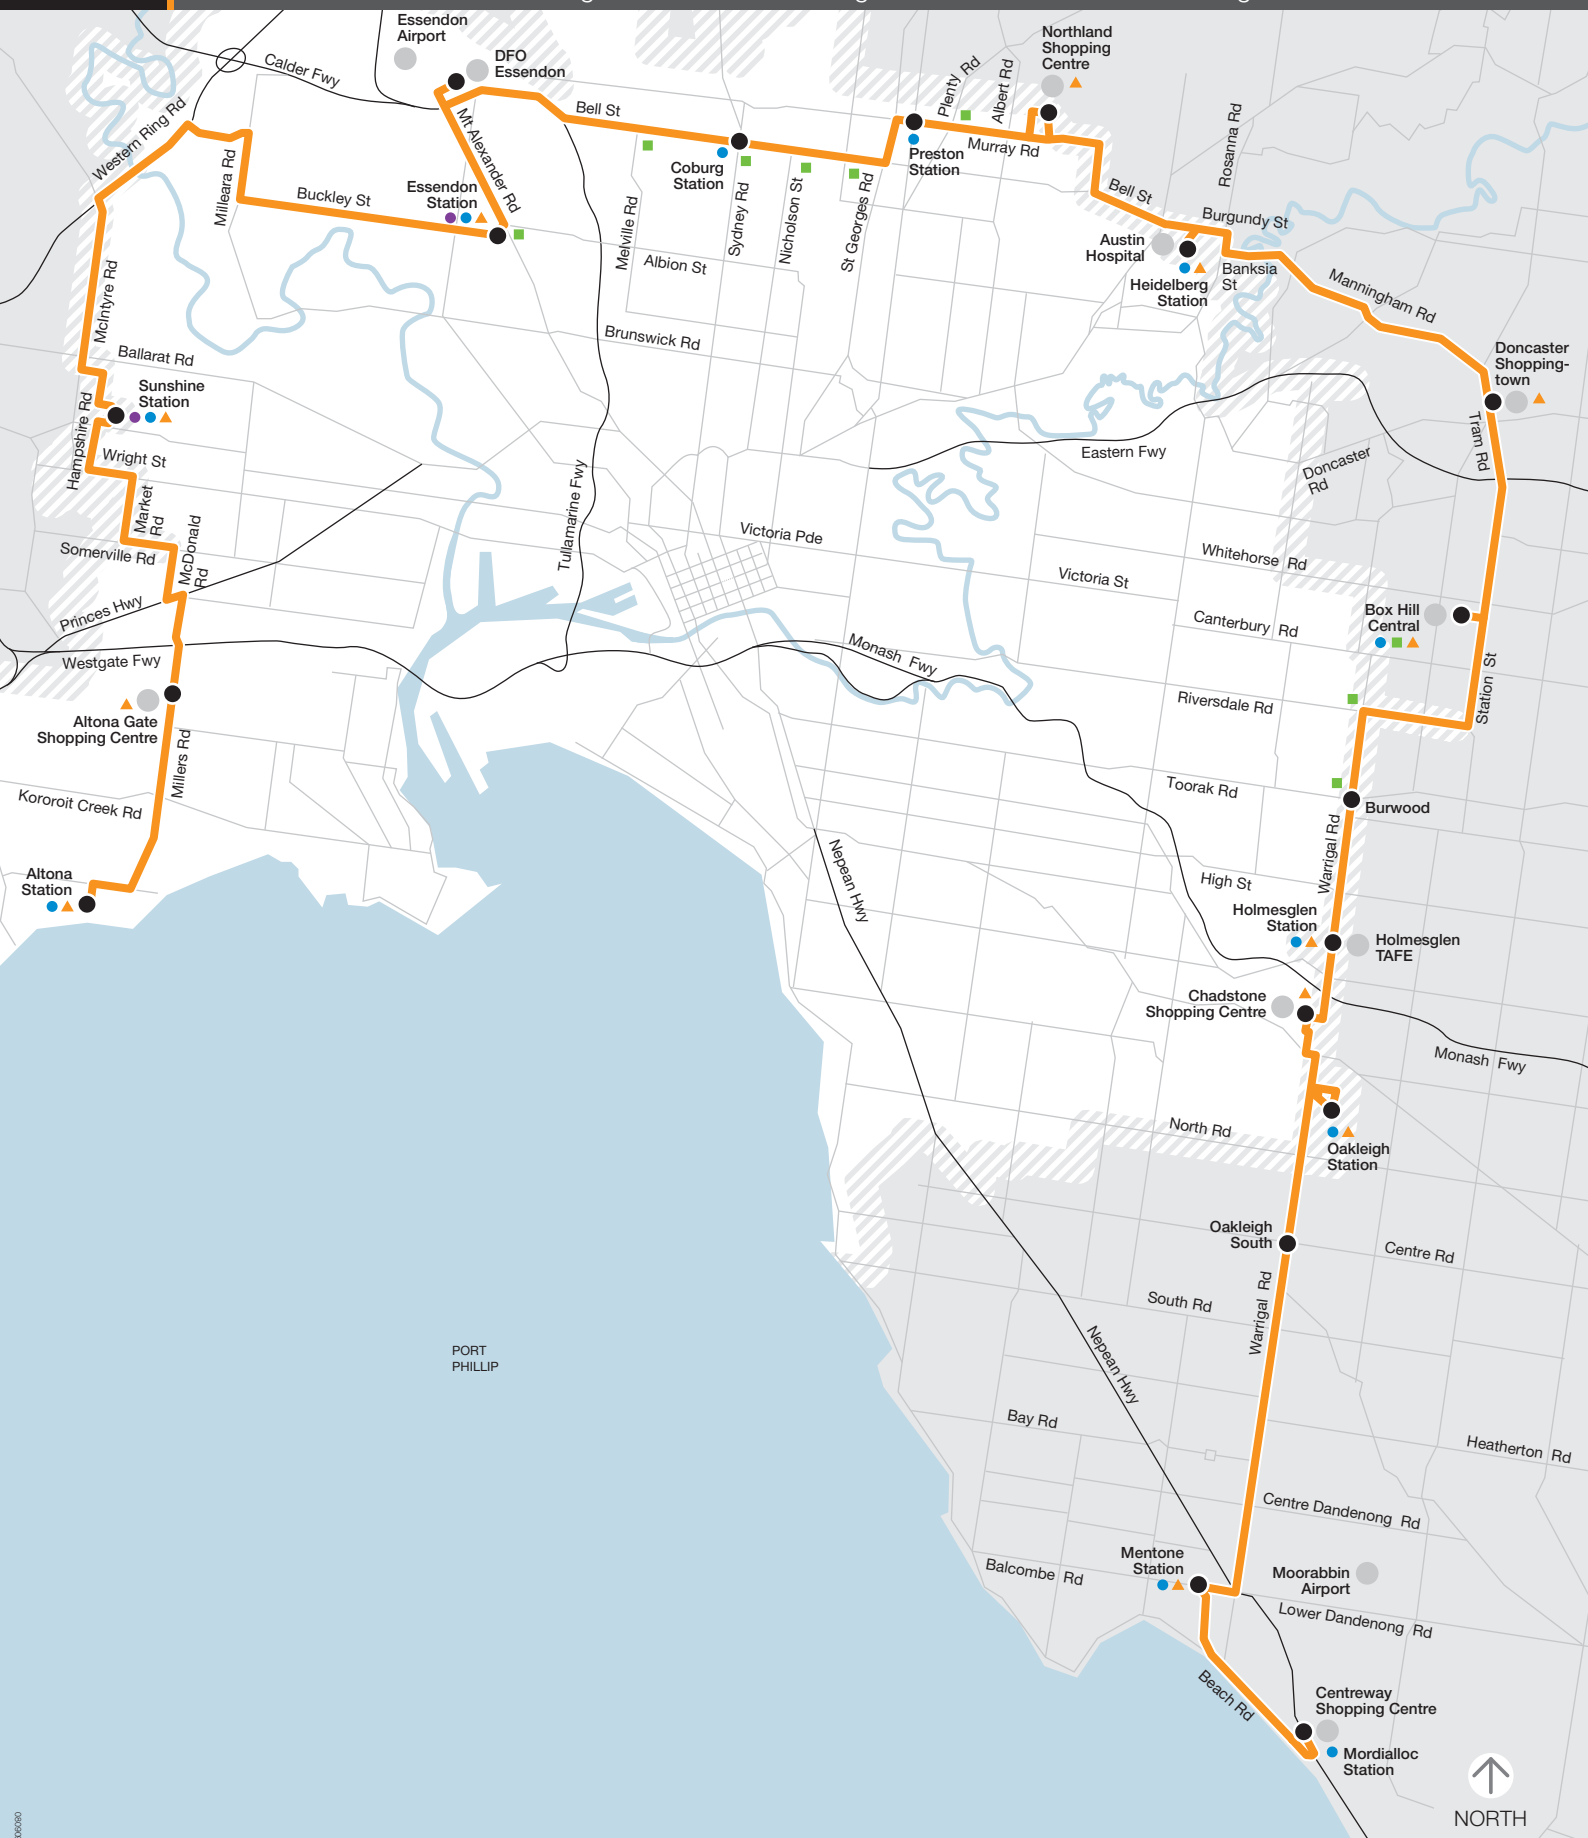 Essendon
Airport
DFO
Essendon
Northland
Shopping
Centre
Calder Fwy
Western Ring Rd
Bell St
Mt Alexander Rd
Plenty Rd
Albert Rd
Murray Rd
Preston
Station
Rosanna Rd
Coburg
Station
Essendon
Station
Milleara Rd
Buckley St
Melville Rd
Sydney Rd
Nicholson St
St Georges Rd
Albion St
Bell St
Burgundy St
Austin
Hospital
Heidelberg
Station
Banksia
St
Manningham Rd
McIntyre Rd
Brunswick Rd
Ballarat Rd
Sunshine
Station
Doncaster
Shopping-
town
Hampshire Rd
Wright St
Tram Rd
Eastern Fwy
Doncaster
Rd
Market
Rd
Tullamarine Fwy
Victoria Pde
Somerville Rd
McDonald
Rd
Whitehorse Rd
Victoria St
Princes Hwy
Canterbury Rd
Box Hill
Central
Westgate Fwy
Monash Fwy
Station St
Riversdale Rd
Altona Gate
Shopping Centre
Millers Rd
Kororoit Creek Rd
Toorak Rd
Burwood
Warrigal Rd
Nepean Hwy
Altona
Station
High St
Holmesglen
Station
Holmesglen
TAFE
Chadstone
Shopping Centre
Monash Fwy
North Rd
Oakleigh
Station
Oakleigh
South
Centre Rd
South Rd
Warrigal Rd
PORT
PHILLIP
Nepean Hwy
Bay Rd
Heatherton Rd
Centre Dandenong Rd
Mentone
Station
Balcombe Rd
Moorabbin
Airport
Lower Dandenong Rd
Beach Rd
Centreway
Shopping Centre
Mordialloc
Station
NORTH